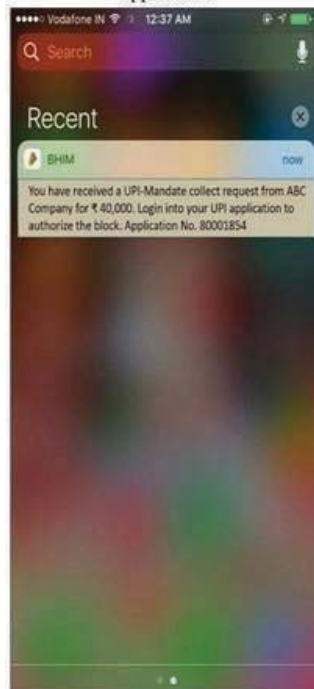 Vodafone IN 12:37 AM
Search
Recent
BHIM now
You have received a UPI-Mandate collect request from ABC
Company for ₹ 40,000. Login into your UPI application to
authorize the block. Application No. 80001854